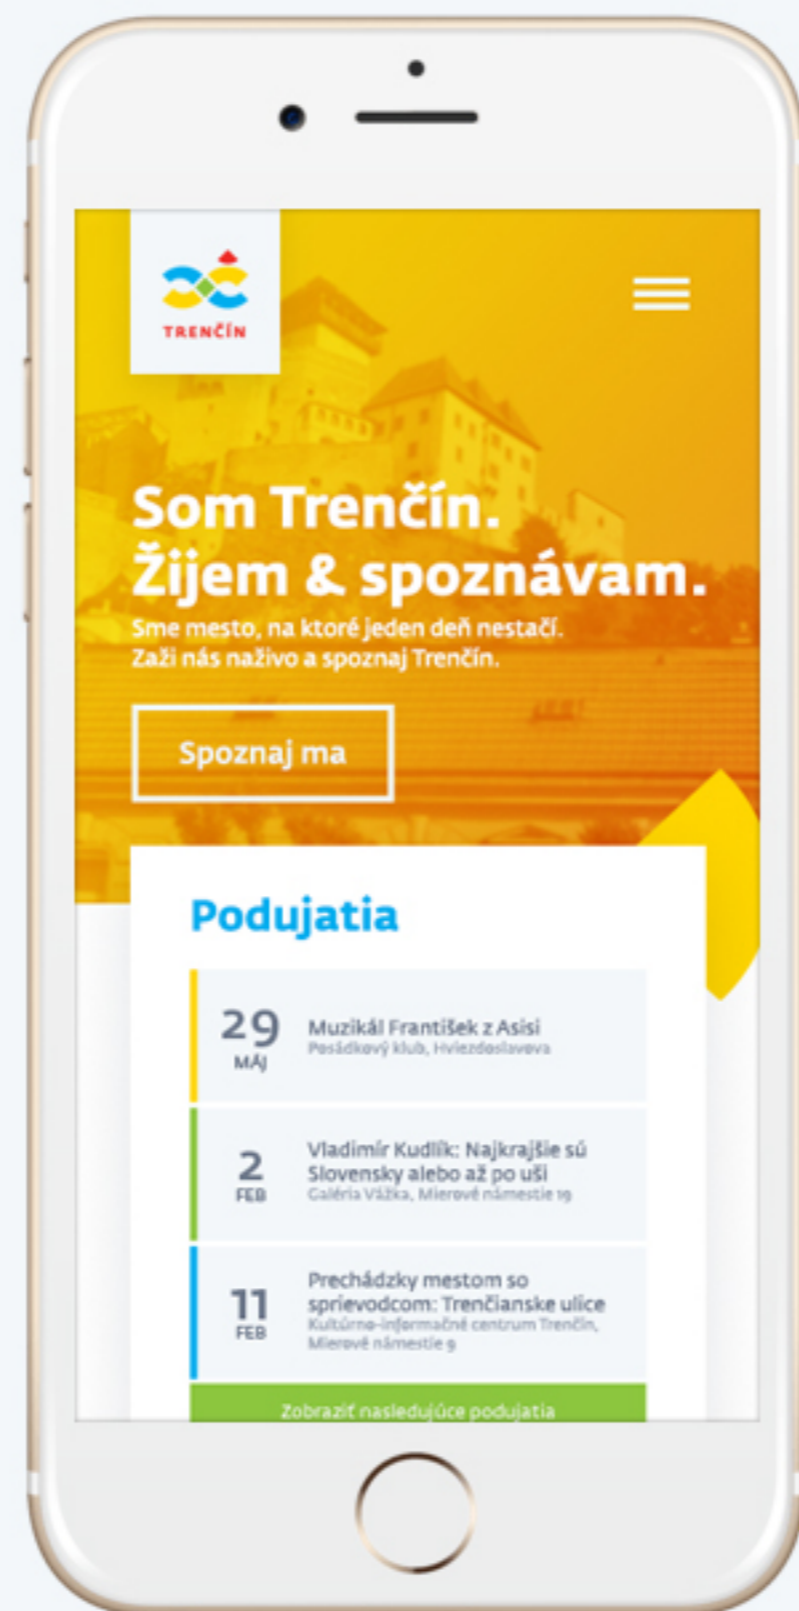 TRENČÍN
Som Trenčín.
Žijem & spoznávam.
Sme mesto, na ktoré jeden deň nestačí.
Zaži nás naživo a spoznaj Trenčín.
Spoznaj ma
Podujatia
29
MÁJ
Muzikál František z Asisi
Posádkový klub, Hviezdoslavova
2
FEB
Vladimír Kudlík: Najkrajšie sú
Slovensky alebo až po uši
Galéria Vážka, Mierové námestie 19
11
FEB
Prechádzky mestom so
sprievodcom: Trenčianske ulice
Kultúrno-informačné centrum Trenčín,
Mierové námestie 9
Zobraziť nasledujúce podujatia